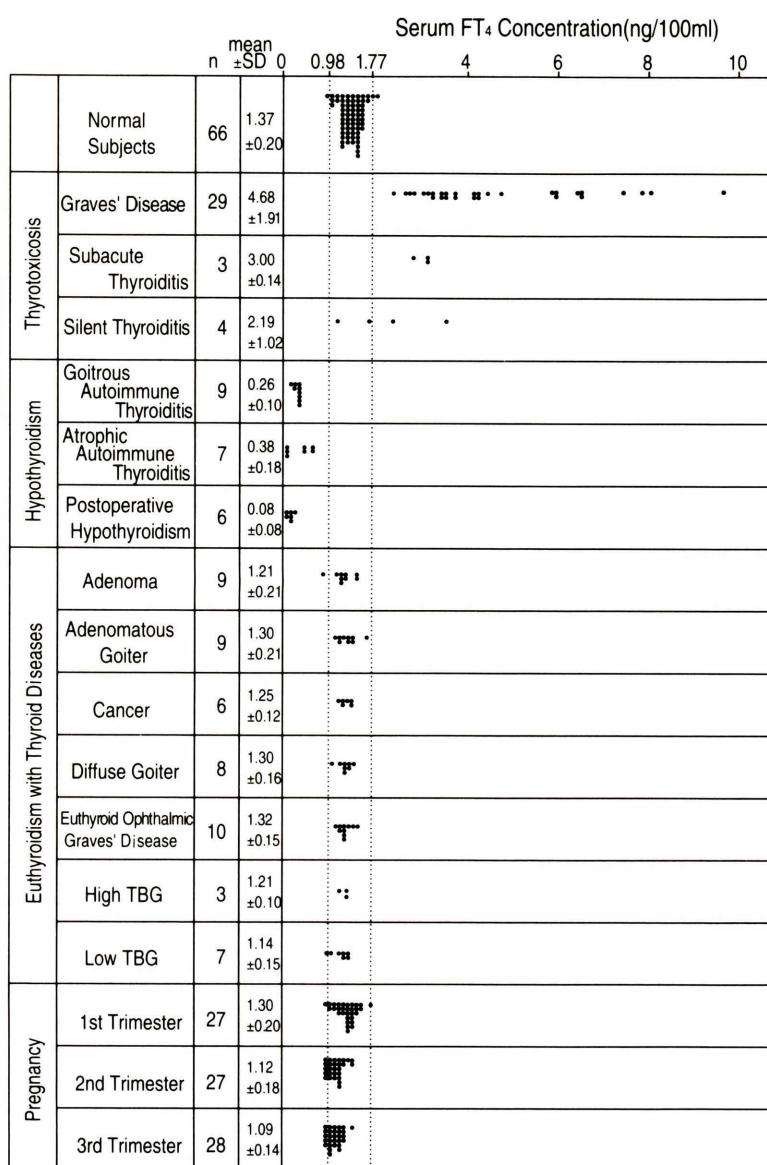 Serum FT4 Concentration(ng/100ml)
n mean ±SD 0 0.98 1.77 4 6 8 10
Normal Subjects 66 1.37 ±0.20
Thyrotoxicosis
Graves' Disease 29 4.68 ±1.91
Subacute Thyroiditis 3 3.00 ±0.14
Silent Thyroiditis 4 2.19 ±1.02
Hypothyroidism
Goitrous Autoimmune Thyroiditis 9 0.26 ±0.10
Atrophic Autoimmune Thyroiditis 7 0.38 ±0.18
Postoperative Hypothyroidism 6 0.08 ±0.08
Euthyroidism with Thyroid Diseases
Adenoma 9 1.21 ±0.21
Adenomatous Goiter 9 1.30 ±0.21
Cancer 6 1.25 ±0.12
Diffuse Goiter 8 1.30 ±0.16
Euthyroid Ophthalmic Graves' Disease 10 1.32 ±0.15
High TBG 3 1.21 ±0.10
Low TBG 7 1.14 ±0.15
Pregnancy
1st Trimester 27 1.30 ±0.20
2nd Trimester 27 1.12 ±0.18
3rd Trimester 28 1.09 ±0.14